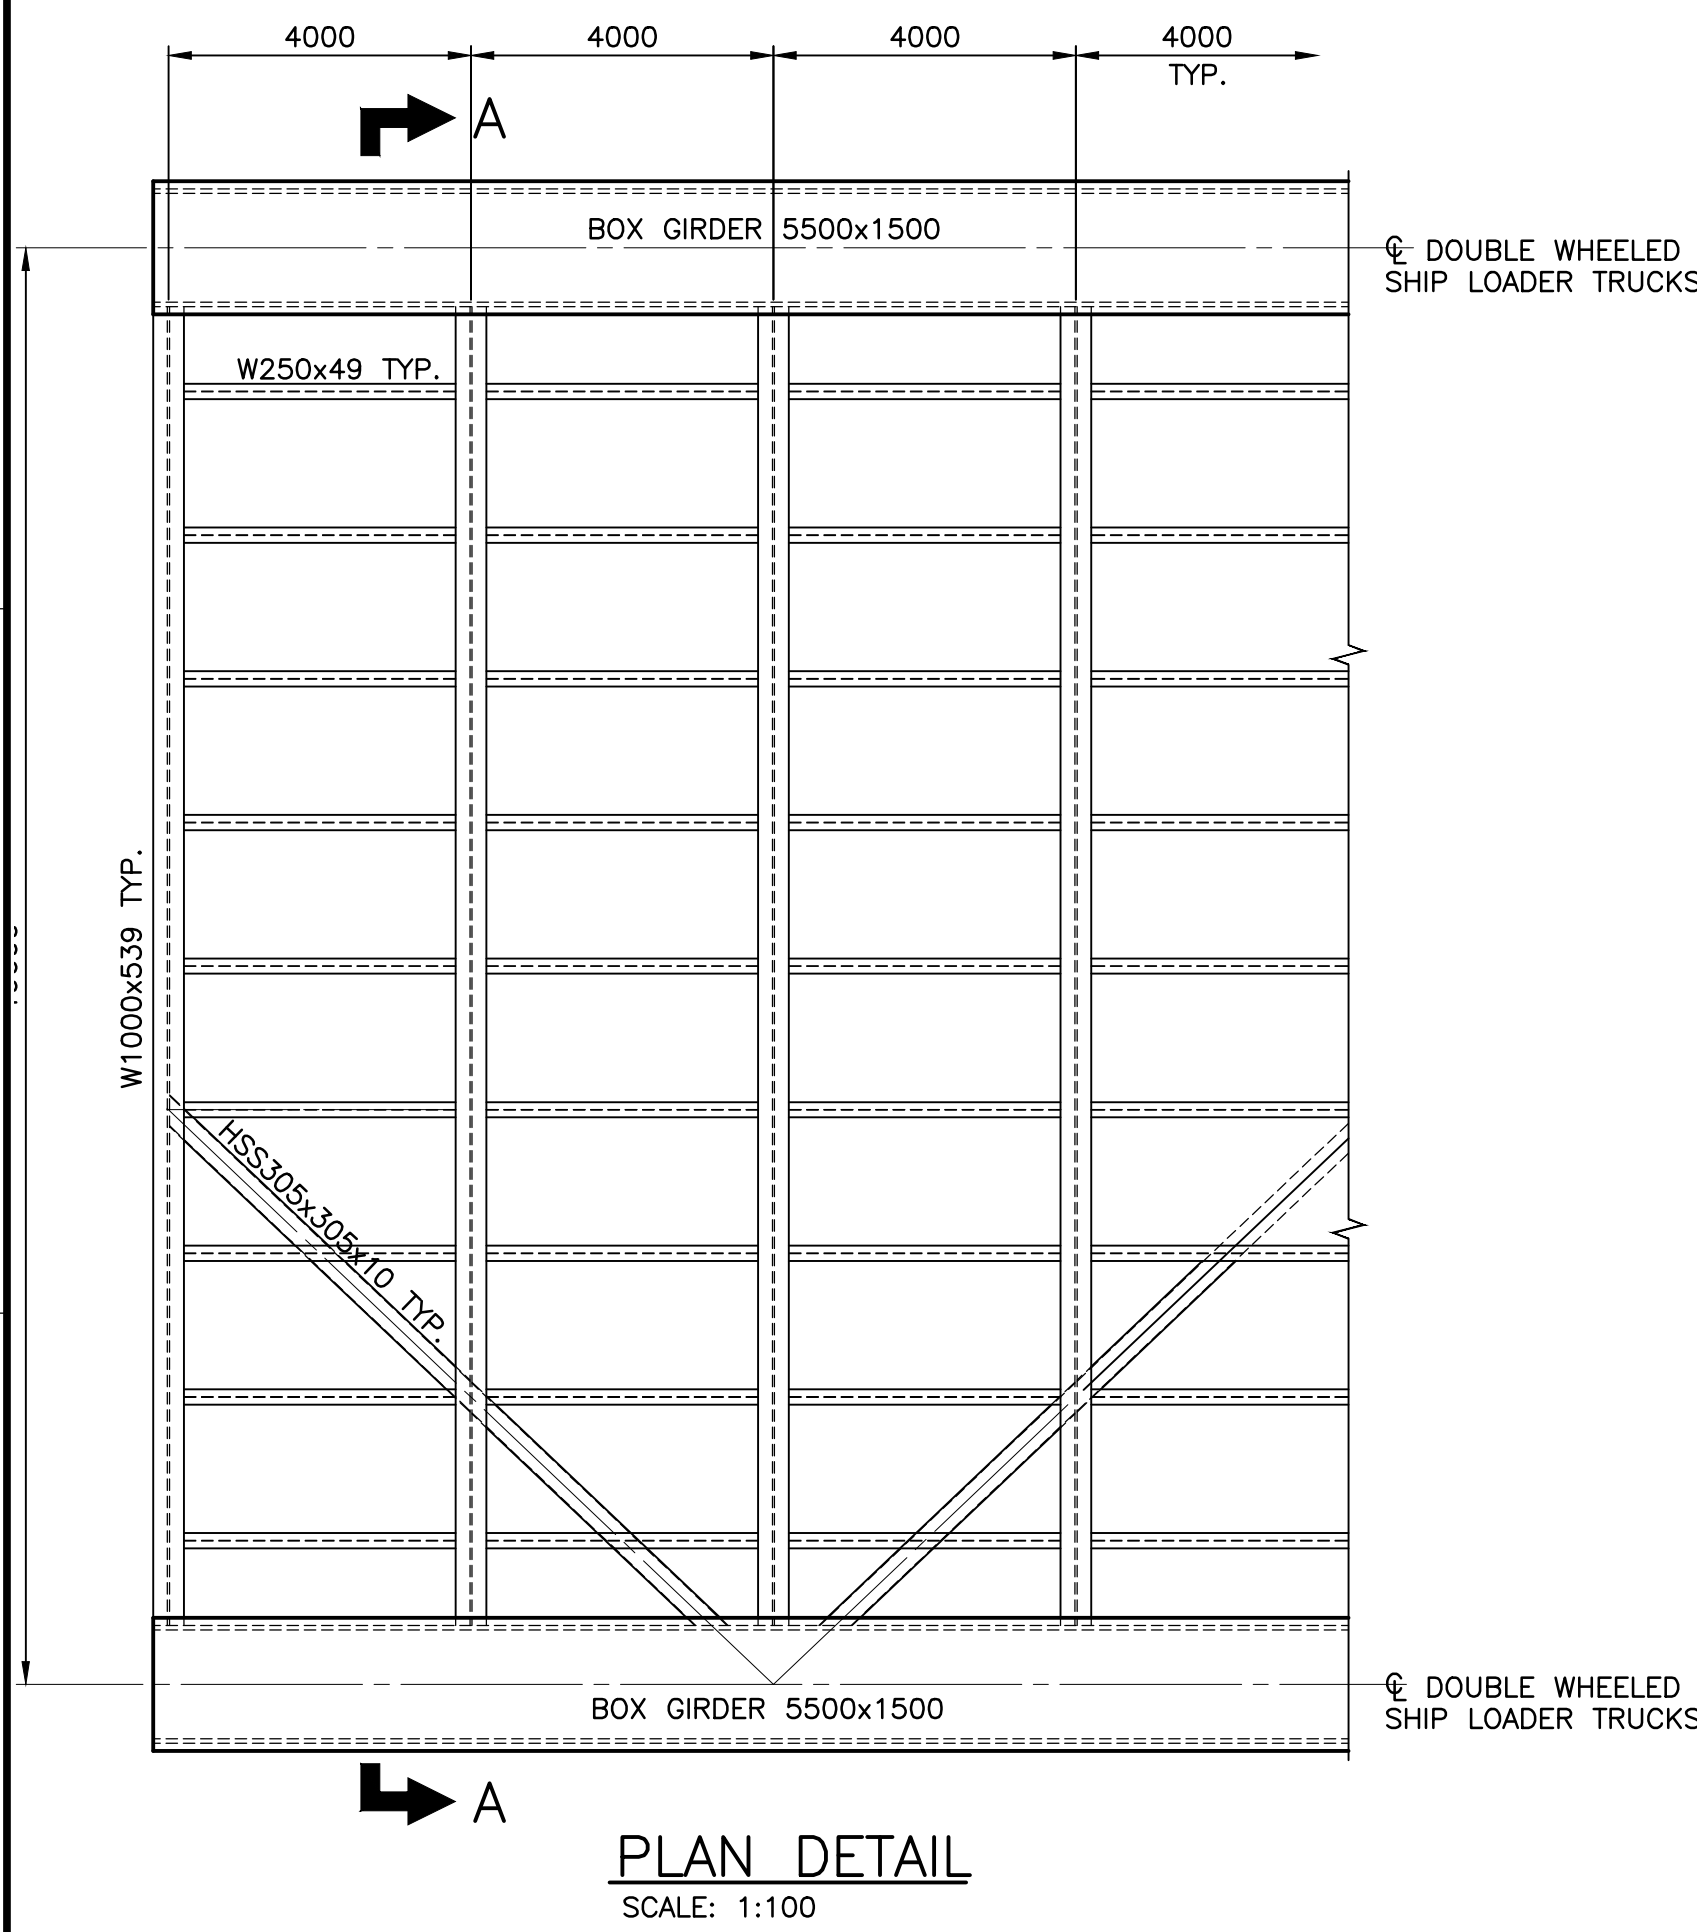 4000 4000 4000 4000
TYP.
A
BOX GIRDER 5500x1500
℄ DOUBLE WHEELED
SHIP LOADER TRUCKS
W250x49 TYP.
W1000x539 TYP.
HSS305x305x10 TYP.
℄ DOUBLE WHEELED
SHIP LOADER TRUCKS
BOX GIRDER 5500x1500
A
PLAN DETAIL
SCALE: 1:100